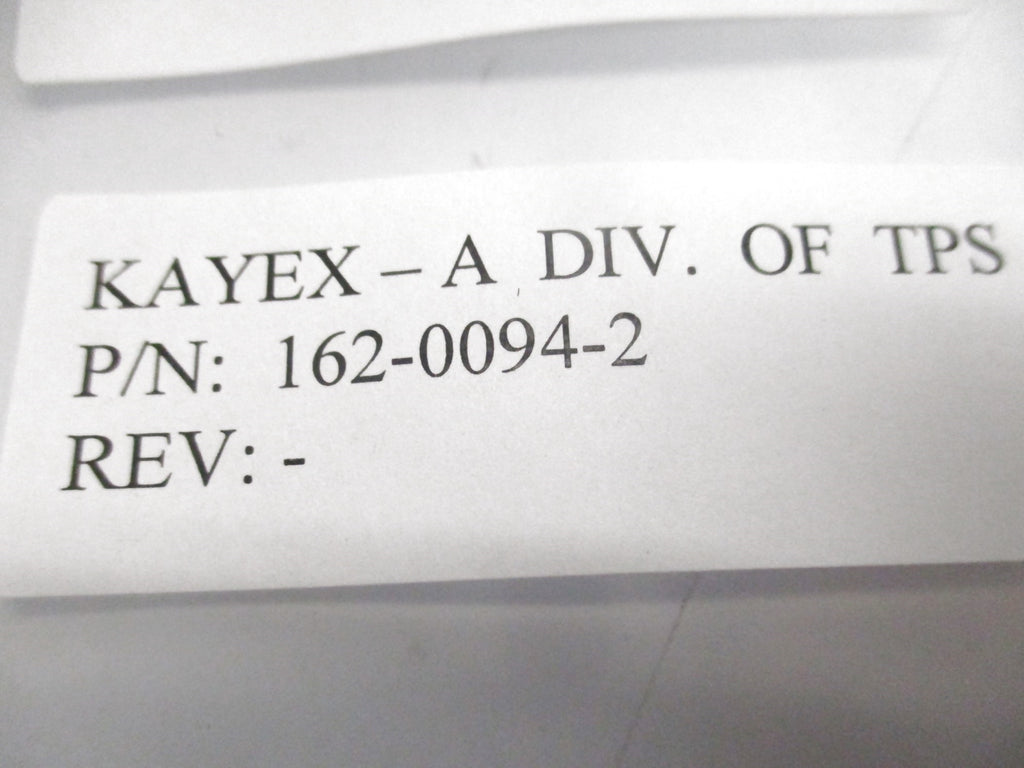 KAYEX – A DIV. OF TPS
P/N: 162-0094-2
REV: -